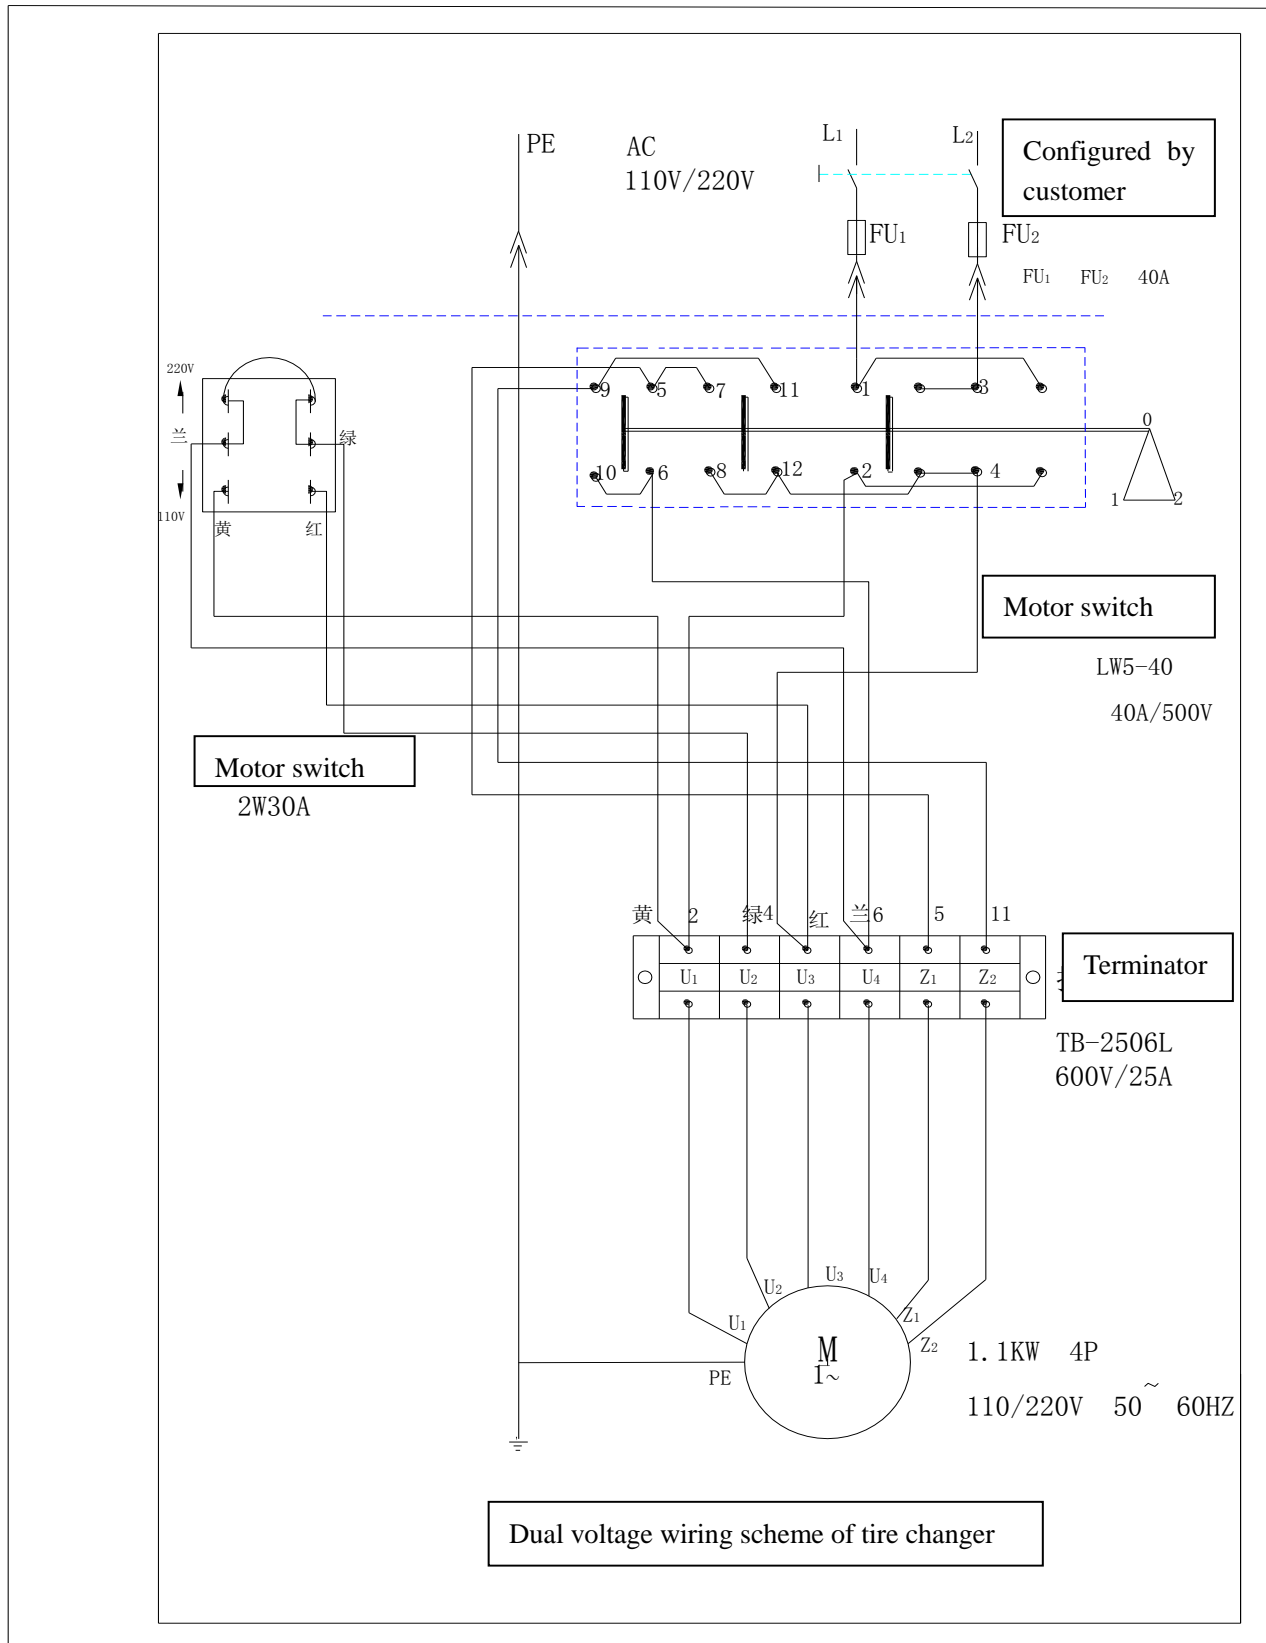 PE
AC
110V/220V
L1
L2
Configured by
customer
FU1
FU2
FU1 FU2 40A
220V
兰
绿
110V
黄
红
9
5
7
11
1
3
10
6
8
12
2
4
0
1
2
Motor switch
LW5-40
40A/500V
Motor switch
2W30A
黄
2
绿4
红
兰6
5
11
U1
U2
U3
U4
Z1
Z2
Terminator
TB-2506L
600V/25A
U1
U2
U3
U4
Z1
Z2
PE
M
1~
1.1KW 4P
110/220V 50~60HZ
Dual voltage wiring scheme of tire changer